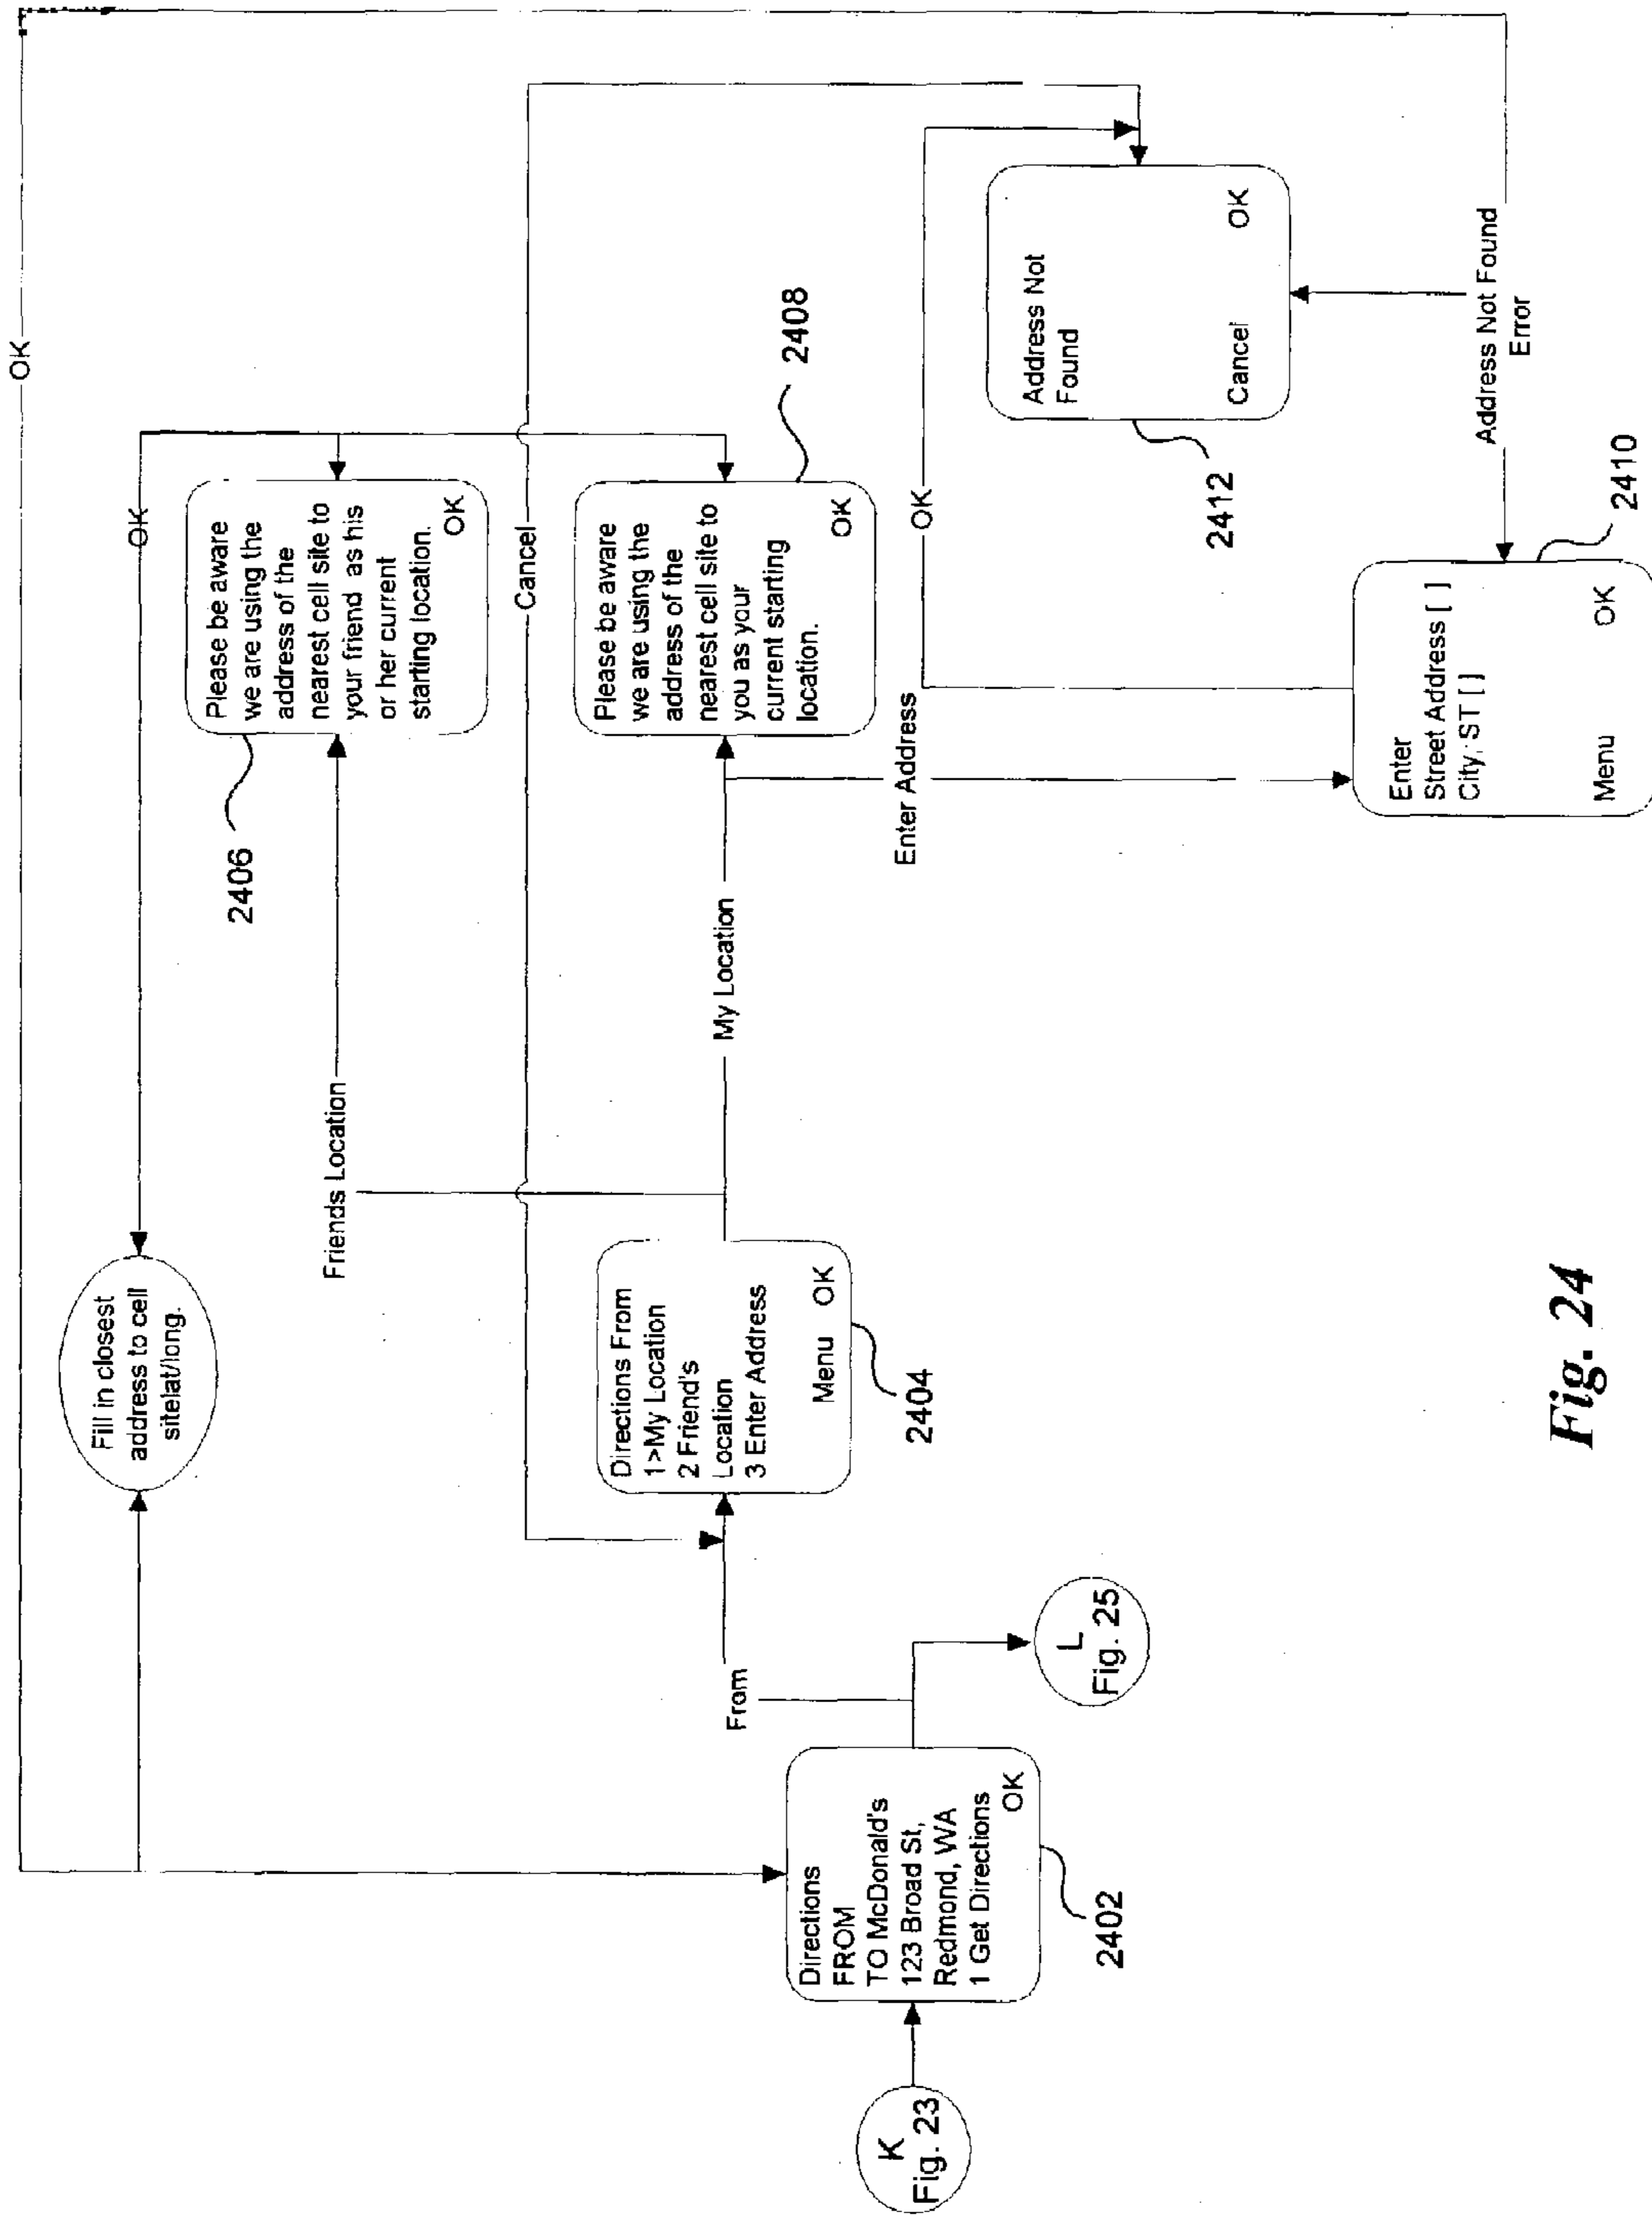 OK
Fill in closest
address to cell
sitelat/long.
OK
Please be aware
we are using the
address of the
nearest cell site to
your friend as his
or her current
starting location.
OK
2406
Friends Location
Cancel
Directions From
1>My Location
2 Friend's
Location
3 Enter Address
Menu OK
2404
My Location
Please be aware
we are using the
address of the
nearest cell site to
you as your
current starting
location.
OK
2408
From
Directions
FROM
TO McDonald's
123 Broad St,
Redmond, WA
1 Get Directions
OK
2402
K
Fig. 23
L
Fig. 25
Enter Address
OK
Address Not
Found
Cancel OK
2412
Address Not Found
Error
Enter
Street Address [ ]
City, ST [ ]
Menu OK
2410
Fig. 24